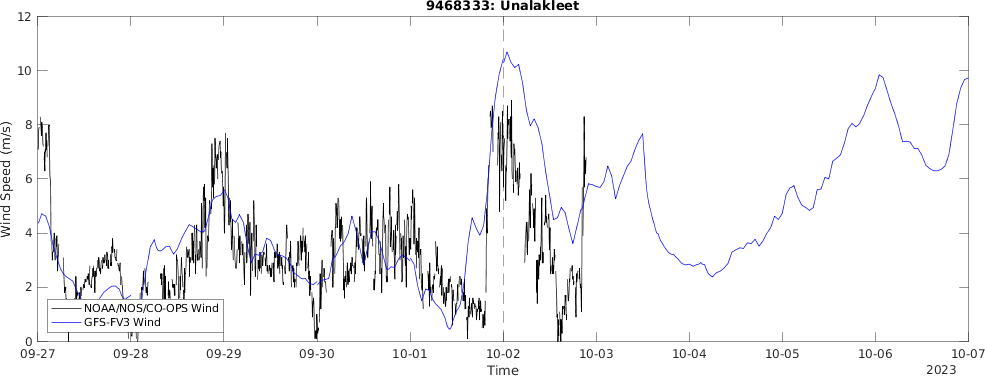 9468333: Unalakleet
12
10
8
6
4
2
0
Wind Speed (m/s)
NOAA/NOS/CO-OPS Wind
GFS-FV3 Wind
09-27 09-28 09-29 09-30 10-01 10-02 10-03 10-04 10-05 10-06 10-07
Time
2023